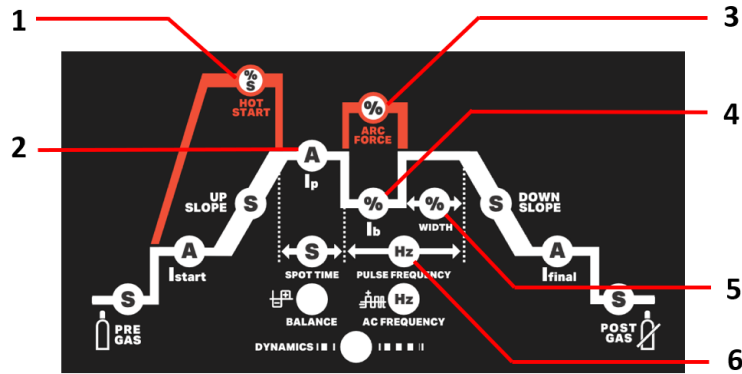 1
3
%
S
HOT
START
%
4
ARC
FORCE
2
A
Ip
UP
SLOPE
S
%
Ib
%
WIDTH
S
DOWN
SLOPE
A
Istart
S
SPOT TIME
Hz
PULSE FREQUENCY
A
Ifinal
5
BALANCE
Hz
AC FREQUENCY
S
PRE
GAS
S
POST
GAS
DYNAMICS
6